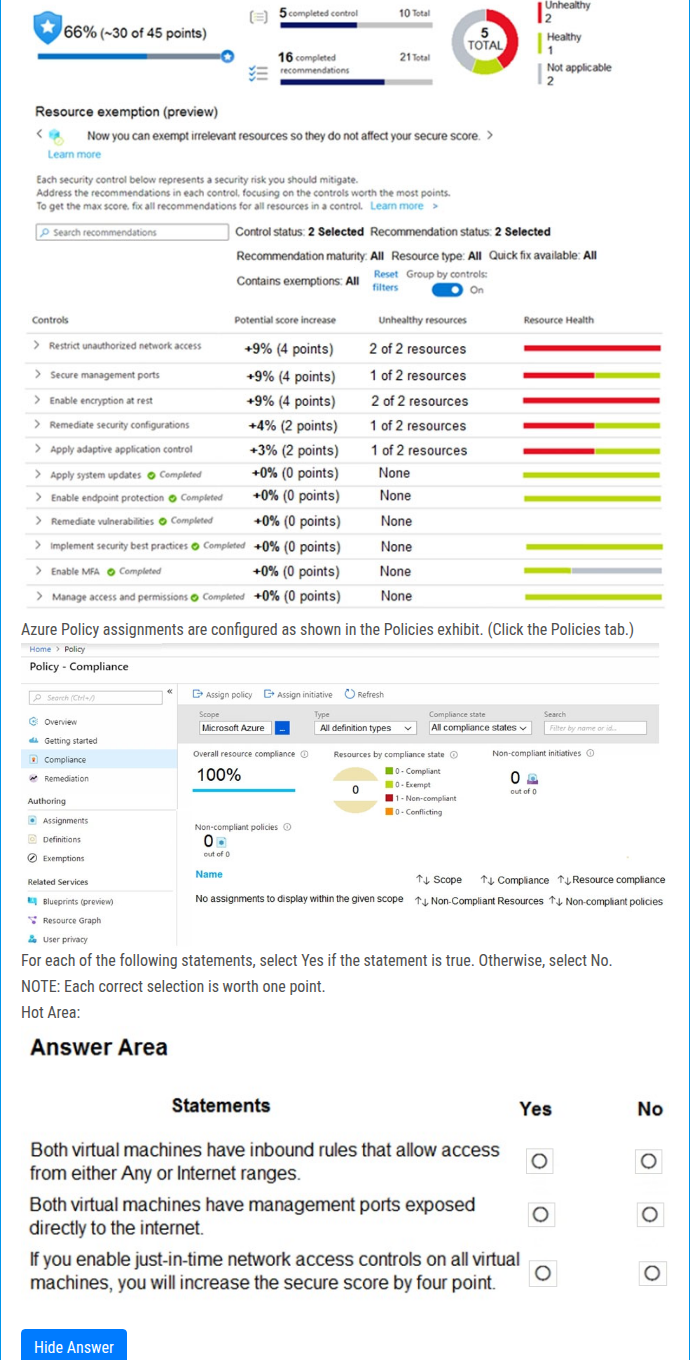 66% (~30 of 45 points)
5 completed control 10 Total
16 completed recommendations 21 Total
5 TOTAL
Unhealthy
2
Healthy
1
Not applicable
2
Resource exemption (preview)
Now you can exempt irrelevant resources so they do not affect your secure score. >
Learn more
Each security control below represents a security risk you should mitigate.
Address the recommendations in each control, focusing on the controls worth the most points.
To get the max score, fix all recommendations for all resources in a control. Learn more >
Search recommendations
Control status: 2 Selected Recommendation status: 2 Selected
Recommendation maturity: All Resource type: All Quick fix available: All
Contains exemptions: All Reset filters Group by controls: On
Controls Potential score increase Unhealthy resources Resource Health
> Restrict unauthorized network access +9% (4 points) 2 of 2 resources
> Secure management ports +9% (4 points) 1 of 2 resources
> Enable encryption at rest +9% (4 points) 2 of 2 resources
> Remediate security configurations +4% (2 points) 1 of 2 resources
> Apply adaptive application control +3% (2 points) 1 of 2 resources
> Apply system updates Completed +0% (0 points) None
> Enable endpoint protection Completed +0% (0 points) None
> Remediate vulnerabilities Completed +0% (0 points) None
> Implement security best practices Completed +0% (0 points) None
> Enable MFA Completed +0% (0 points) None
> Manage access and permissions Completed +0% (0 points) None
Azure Policy assignments are configured as shown in the Policies exhibit. (Click the Policies tab.)
Home > Policy
Policy - Compliance
Search (Ctrl+/) «
Overview
Getting started
Compliance
Remediation
Authoring
Assignments
Definitions
Exemptions
Related Services
Blueprints (preview)
Resource Graph
User privacy
Assign policy Assign initiative Refresh
Scope Type Compliance state Search
Microsoft Azure ... All definition types All compliance states Filter by name or id...
Overall resource compliance Resources by compliance state Non-compliant initiatives
100%
0
0 - Compliant
0 - Exempt
1 - Non-compliant
0 - Conflicting
0
out of 0
Non-compliant policies
0
out of 0
Name ↑↓ Scope ↑↓ Compliance ↑↓ Resource compliance
No assignments to display within the given scope ↑↓ Non-Compliant Resources ↑↓ Non-compliant policies
For each of the following statements, select Yes if the statement is true. Otherwise, select No.
NOTE: Each correct selection is worth one point.
Hot Area:
Answer Area
Statements Yes No
Both virtual machines have inbound rules that allow access
from either Any or Internet ranges.
Both virtual machines have management ports exposed
directly to the internet.
If you enable just-in-time network access controls on all virtual
machines, you will increase the secure score by four point.
Hide Answer